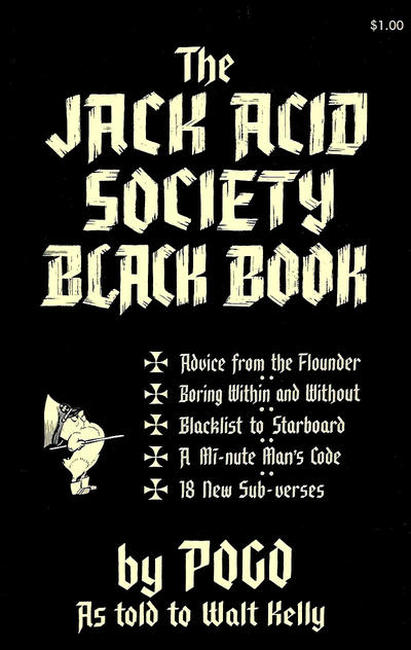 $1.00
The
JACK ACID
SOCIETY
BLACK BOOK
Advice from the Flounder
Boring Within and Without
Blacklist to Starboard
A Mi-nute Man's Code
18 New Sub-verses
by POGO
As told to Walt Kelly